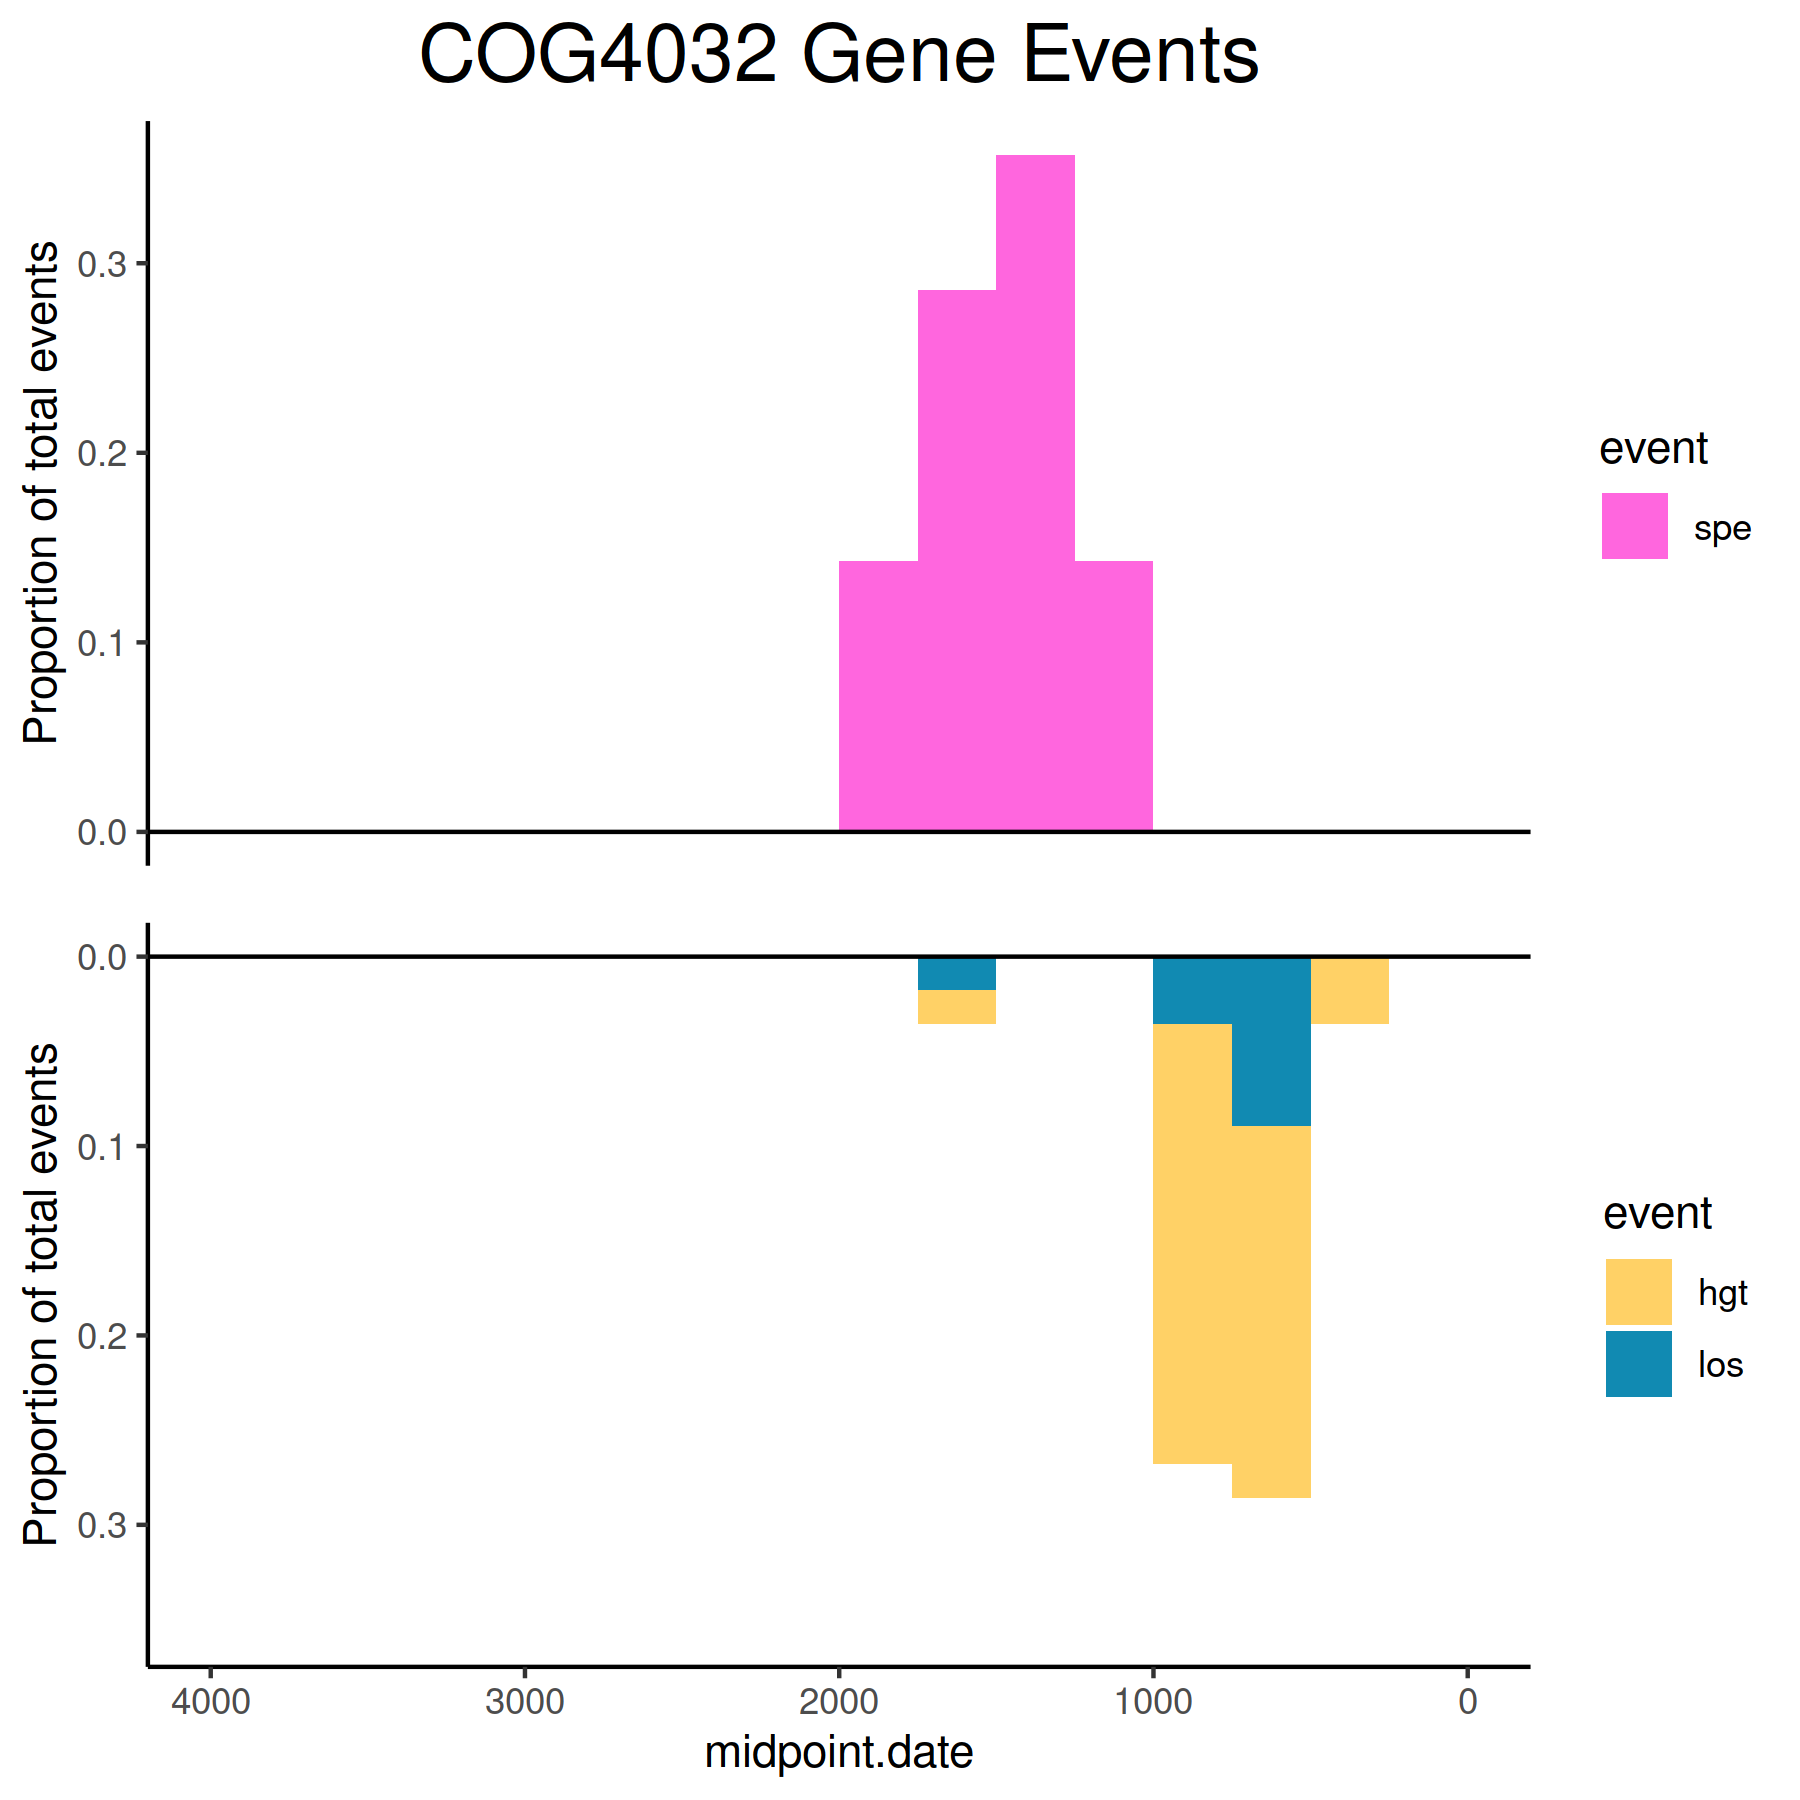 COG4032 Gene Events
Proportion of total events
0.3
0.2
0.1
0.0
event
spe
Proportion of total events
0.0
0.1
0.2
0.3
event
hgt
los
4000 3000 2000 1000 0
midpoint.date